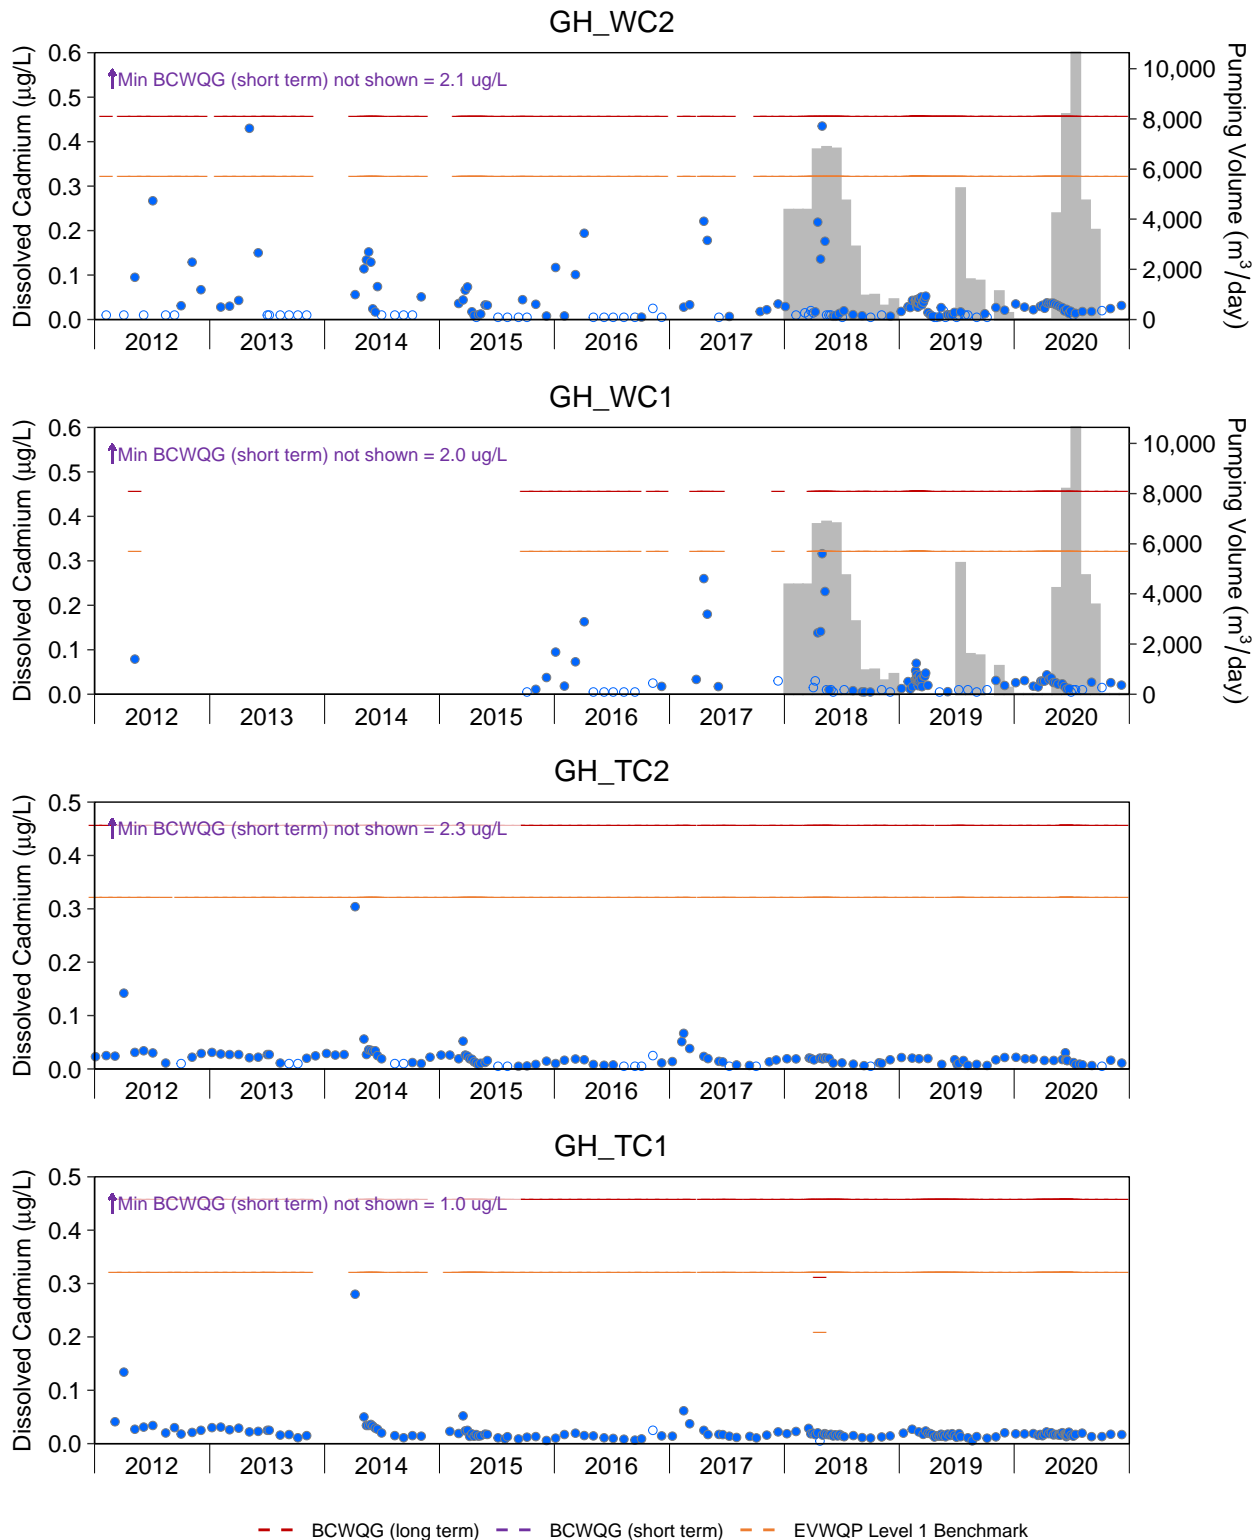 GH_WC2
Dissolved Cadmium (µg/L)
0.6
0.5
0.4
0.3
0.2
0.1
0.0
↑Min BCWQG (short term) not shown = 2.1 ug/L
10,000
8,000
6,000
4,000
2,000
0
Pumping Volume (m³/day)
2012 2013 2014 2015 2016 2017 2018 2019 2020
GH_WC1
Dissolved Cadmium (µg/L)
0.6
0.5
0.4
0.3
0.2
0.1
0.0
↑Min BCWQG (short term) not shown = 2.0 ug/L
10,000
8,000
6,000
4,000
2,000
0
Pumping Volume (m³/day)
2012 2013 2014 2015 2016 2017 2018 2019 2020
GH_TC2
Dissolved Cadmium (µg/L)
0.5
0.4
0.3
0.2
0.1
0.0
↑Min BCWQG (short term) not shown = 2.3 ug/L
2012 2013 2014 2015 2016 2017 2018 2019 2020
GH_TC1
Dissolved Cadmium (µg/L)
0.5
0.4
0.3
0.2
0.1
0.0
↑Min BCWQG (short term) not shown = 1.0 ug/L
2012 2013 2014 2015 2016 2017 2018 2019 2020
BCWQG (long term) BCWQG (short term) EVWQP Level 1 Benchmark